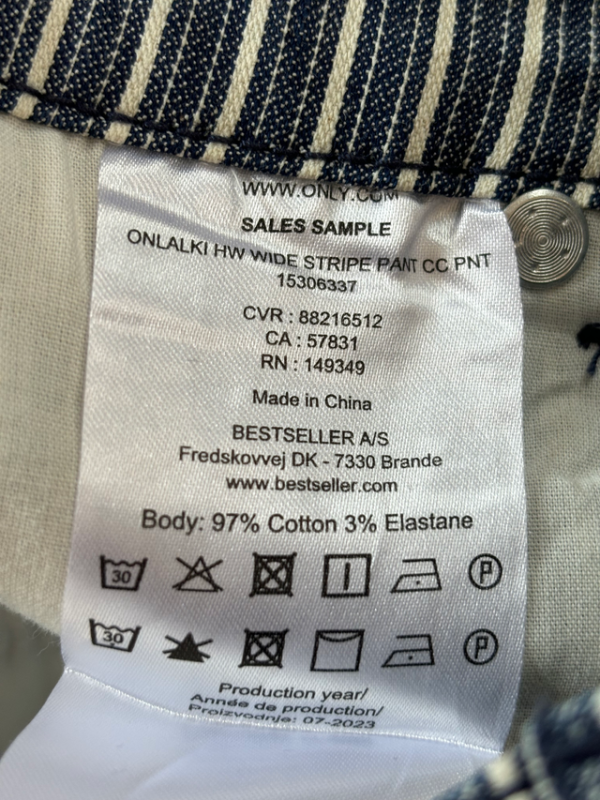 WWW.ONLY.COM
SALES SAMPLE
ONLALKI HW WIDE STRIPE PANT CC PNT
15306337
CVR : 88216512
CA : 57831
RN : 149349
Made in China
BESTSELLER A/S
Fredskovvej DK - 7330 Brande
www.bestseller.com
Body: 97% Cotton 3% Elastane
30 P
30 P
Production year/
Année de production/
Proizvodnje: 07-2023